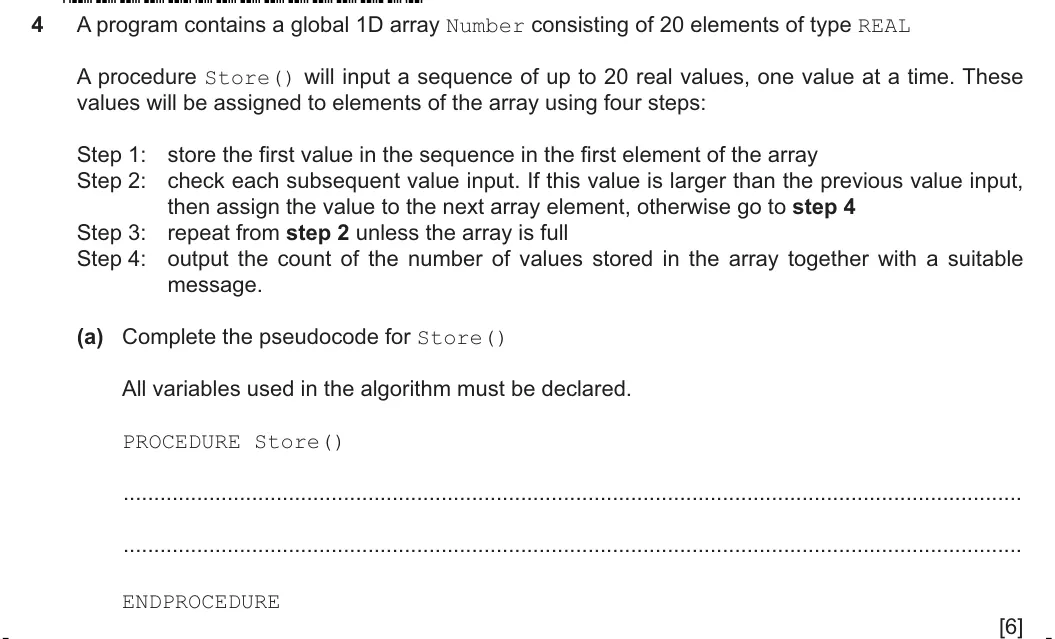 4 A program contains a global 1D array Number consisting of 20 elements of type REAL
A procedure Store() will input a sequence of up to 20 real values, one value at a time. These
values will be assigned to elements of the array using four steps:
Step 1: store the first value in the sequence in the first element of the array
Step 2: check each subsequent value input. If this value is larger than the previous value input,
then assign the value to the next array element, otherwise go to step 4
Step 3: repeat from step 2 unless the array is full
Step 4: output the count of the number of values stored in the array together with a suitable
message.
(a) Complete the pseudocode for Store()
All variables used in the algorithm must be declared.
PROCEDURE Store()
ENDPROCEDURE
[6]